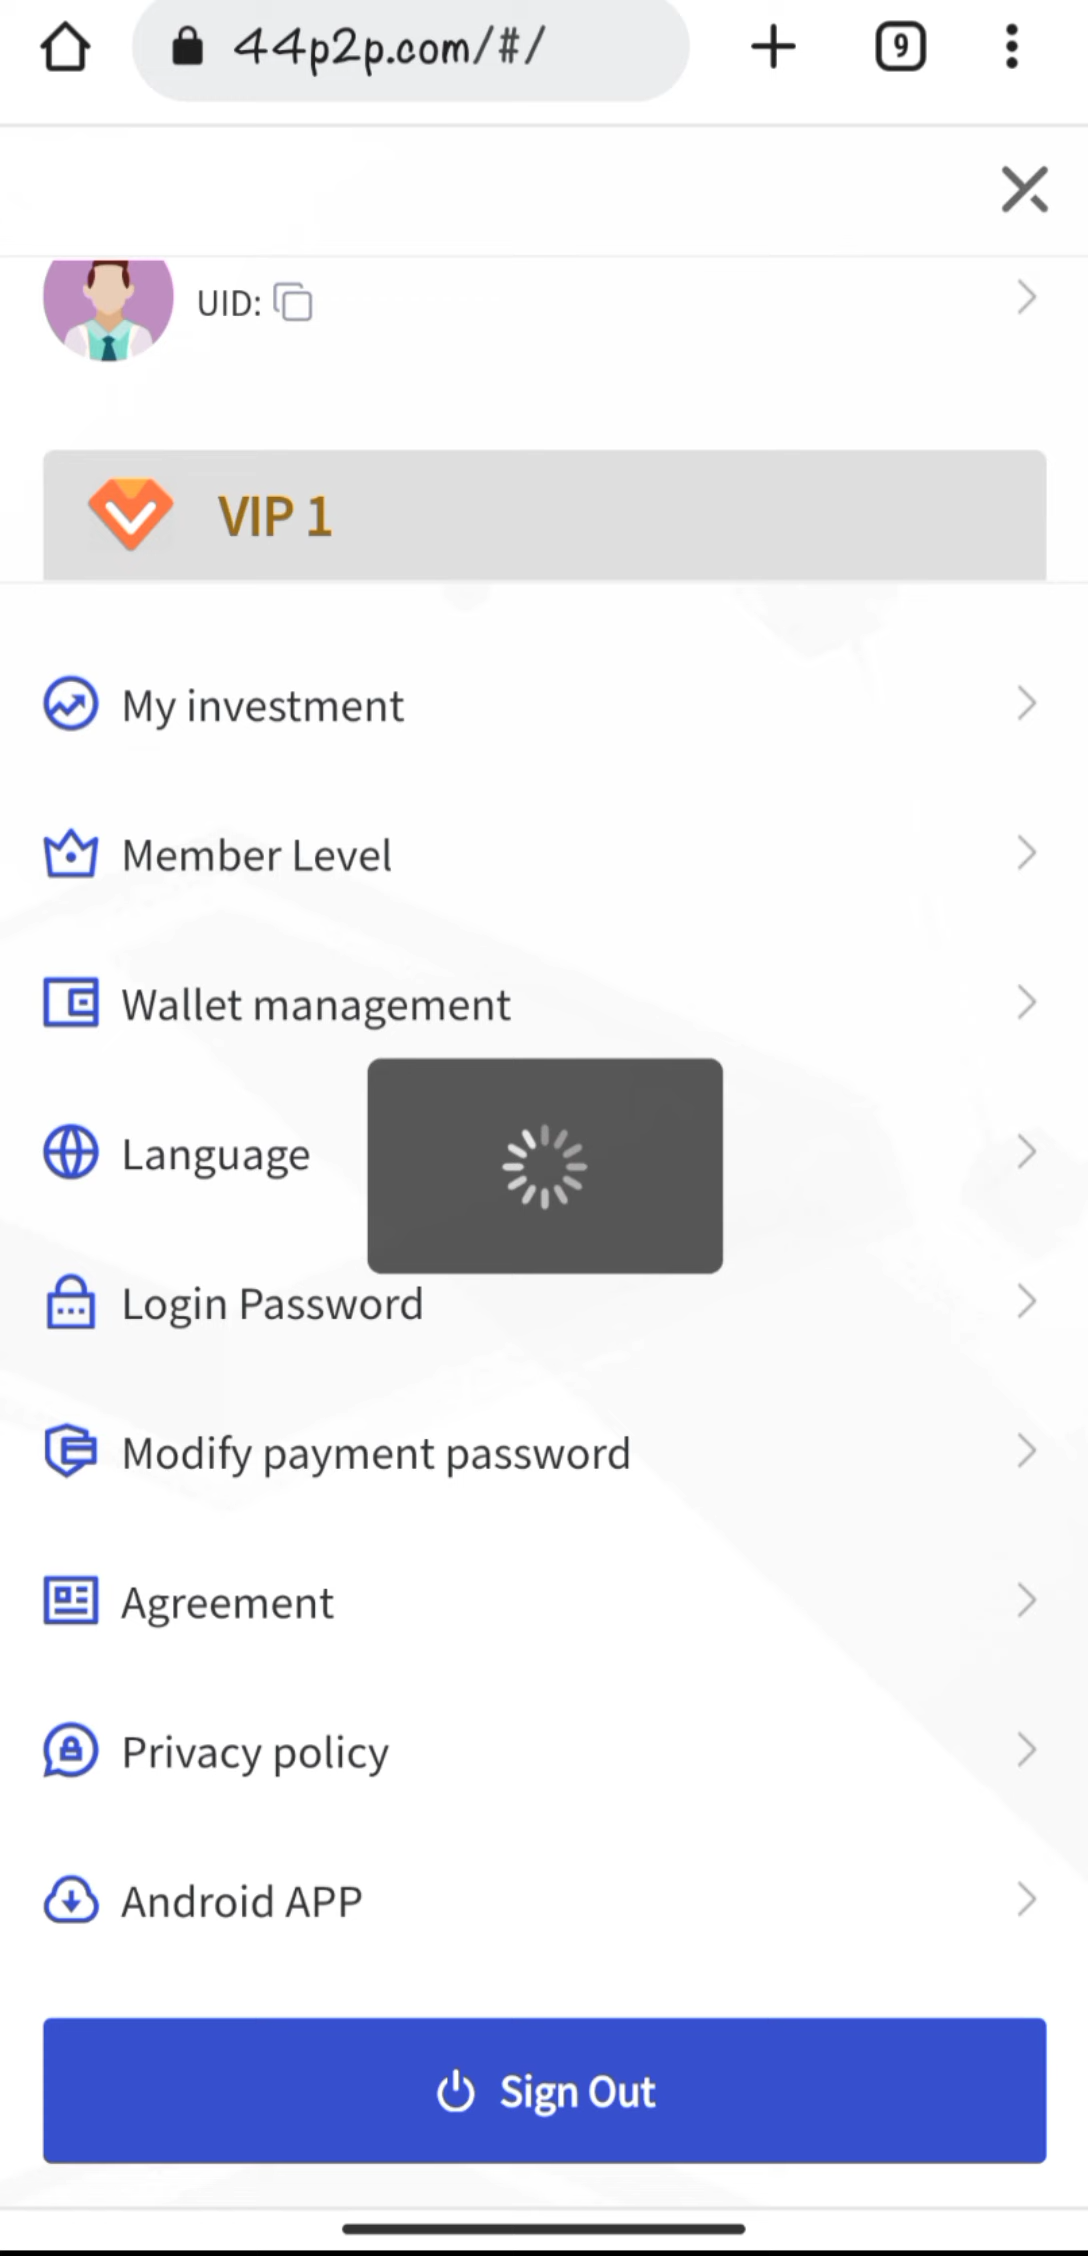 44p2p.com/#/
9
UID:
VIP 1
My investment
Member Level
Wallet management
Language
Login Password
Modify payment password
Agreement
Privacy policy
Android APP
Sign Out